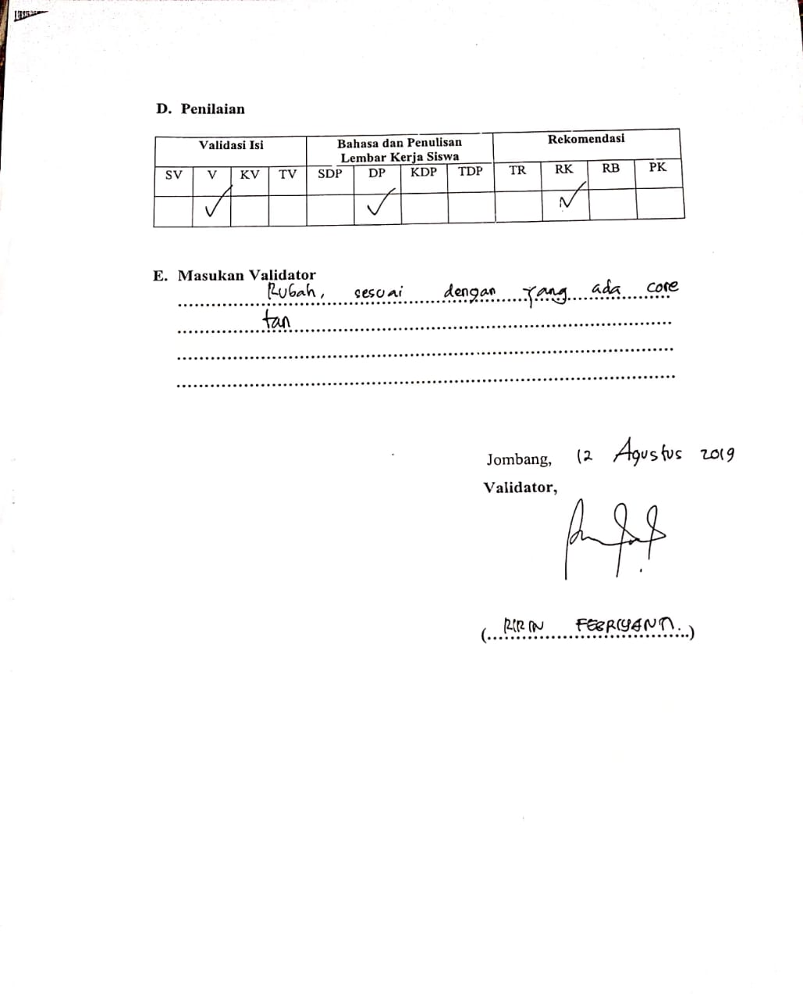 D. Penilaian
Validasi Isi Bahasa dan Penulisan Lembar Kerja Siswa Rekomendasi
SV V KV TV SDP DP KDP TDP TR RK RB PK
✓ ✓ ✓
E. Masukan Validator
Rubah, sesuai dengan yang ada core
tan
Jombang, 12 Agustus 2019
Validator,
(RIRIN FEBRIYANTI.)